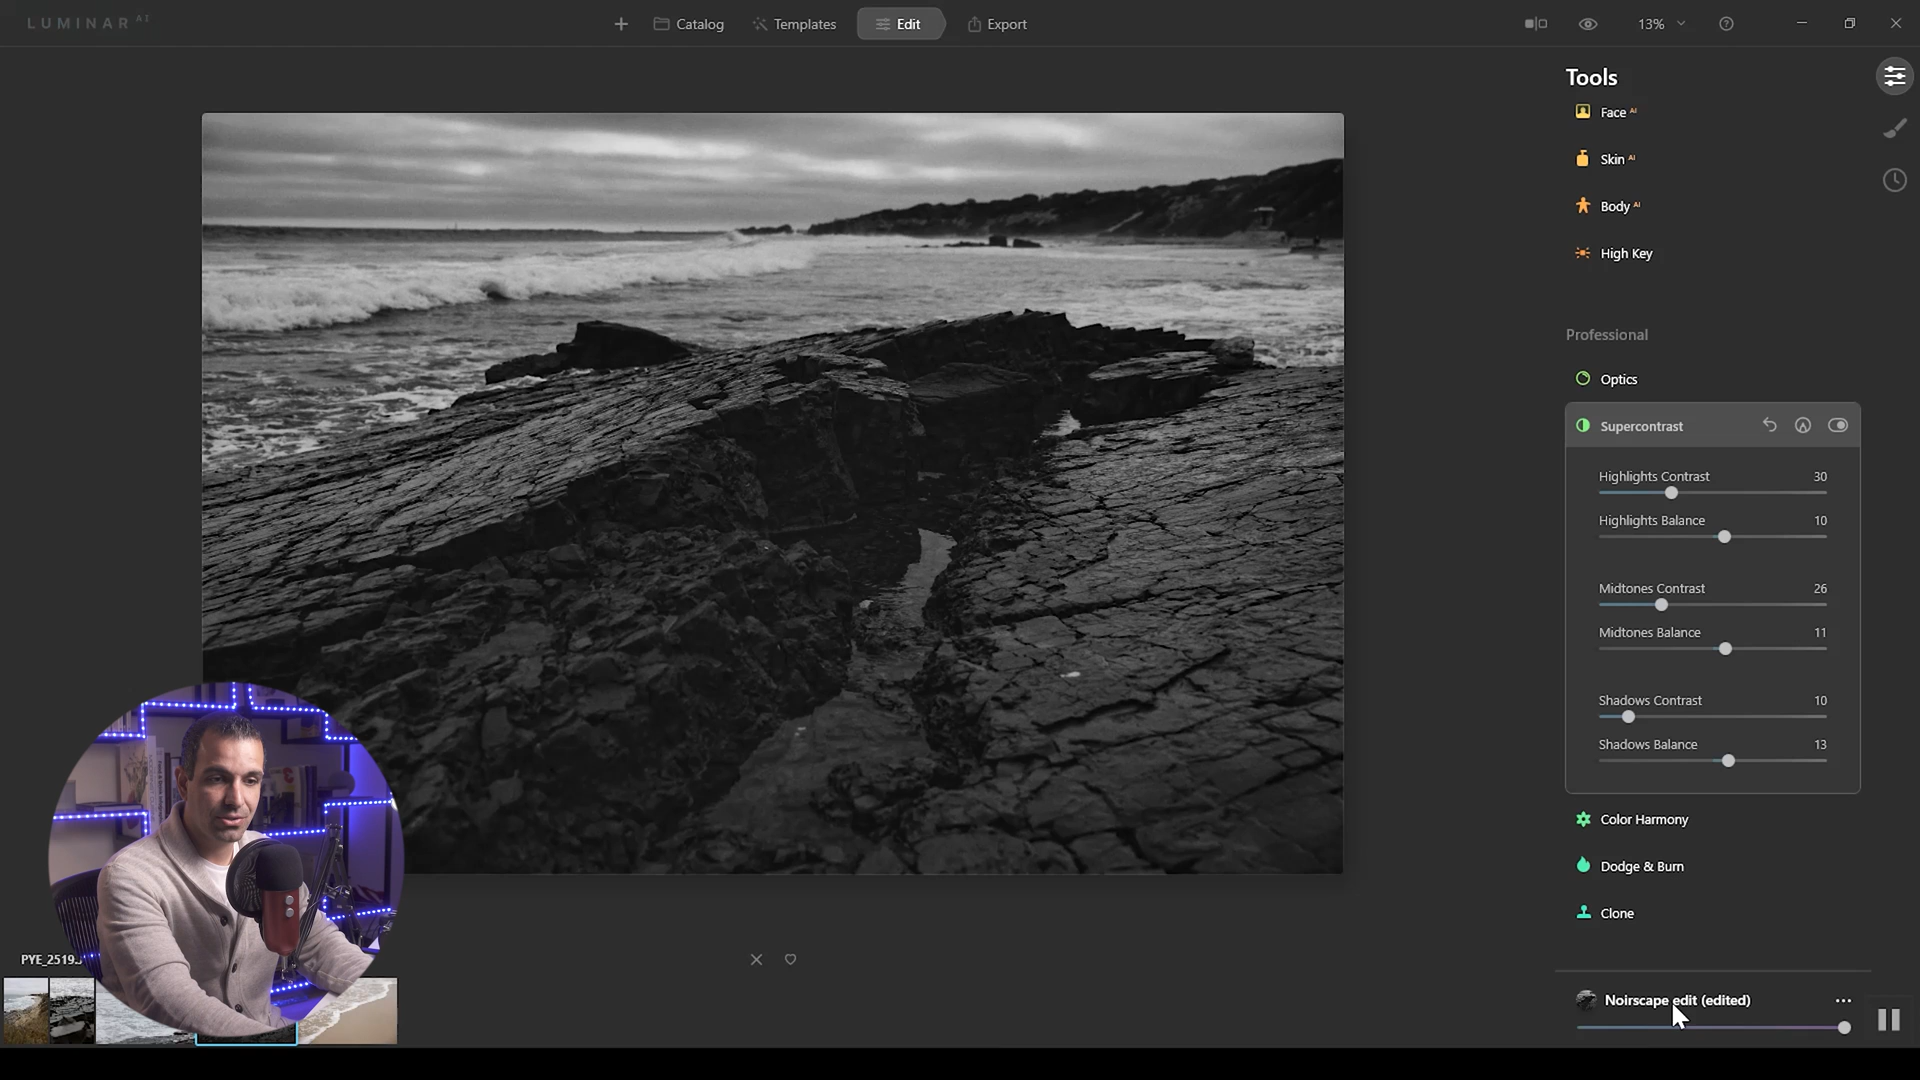 LUMINAR AI
Catalog
Templates
Edit
Export
13%
Tools
Face AI
Skin AI
Body AI
High Key
Professional
Optics
Supercontrast
Highlights Contrast 30
Highlights Balance 10
Midtones Contrast 26
Midtones Balance 11
Shadows Contrast 10
Shadows Balance 13
Color Harmony
Dodge & Burn
Clone
PYE_2519.
Noirscape edit (edited)